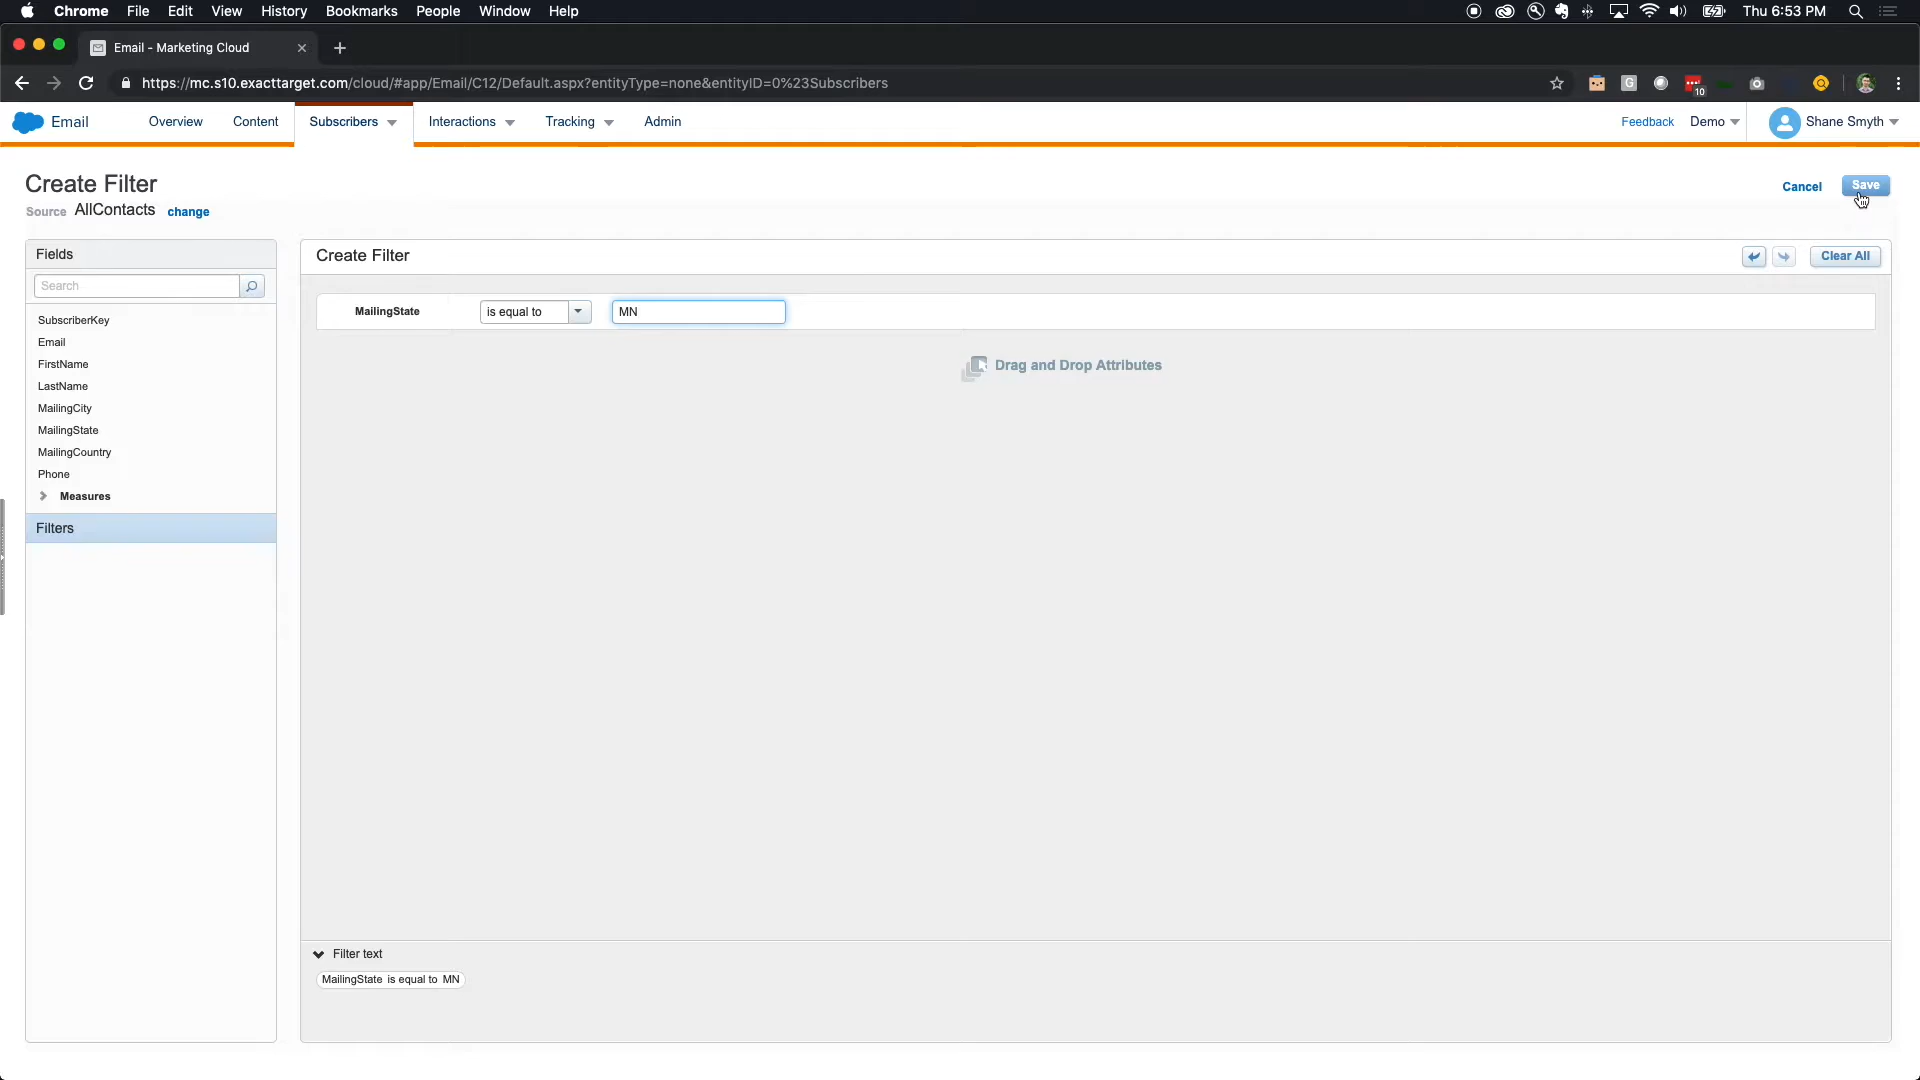 Chrome File Edit View History Bookmarks People Window Help Thu 6:53 PM
Email - Marketing Cloud
https://mc.s10.exacttarget.com/cloud/#app/Email/C12/Default.aspx?entityType=none&entityID=0%23Subscribers
G
10
Email Overview Content Subscribers Interactions Tracking Admin Feedback Demo Shane Smyth
Create Filter
Cancel Save
Source AllContacts change
Fields
Create Filter
Clear All
Search
MailingState is equal to MN
SubscriberKey
Email
FirstName
LastName
MailingCity
MailingState
MailingCountry
Phone
Measures
Filters
Drag and Drop Attributes
Filter text
MailingState is equal to MN